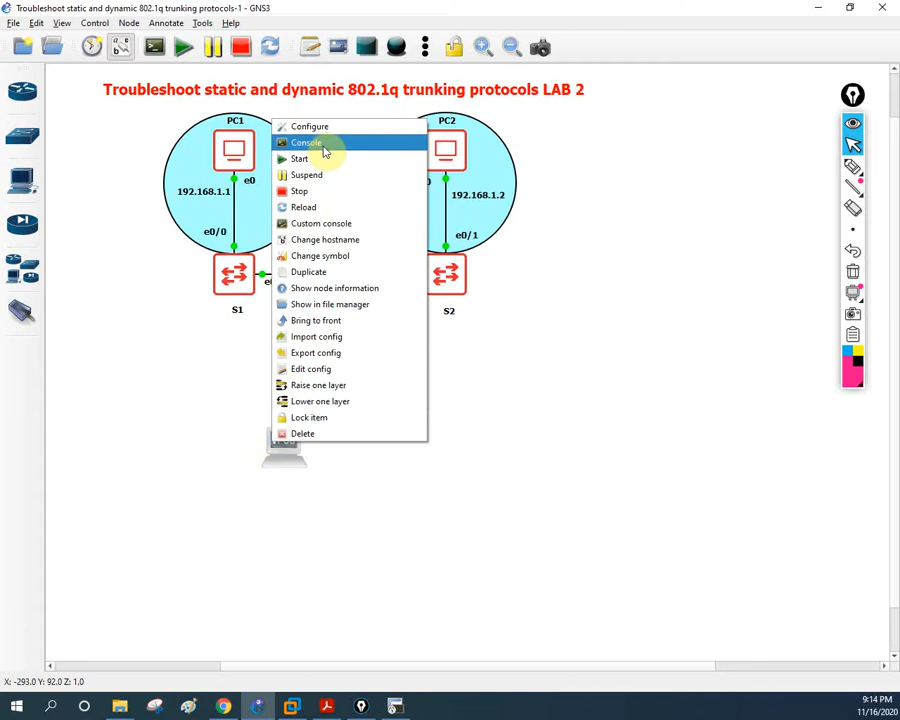 Troubleshoot static and dynamic 802.1q trunking protocols-1 - GNS3
File Edit View Control Node Annotate Tools Help
Troubleshoot static and dynamic 802.1q trunking protocols LAB 2
PC1
PC2
Configure
Console
Start
Suspend
Stop
Reload
Custom console
Change hostname
Change symbol
Duplicate
Show node information
Show in file manager
Bring to front
Import config
Export config
Edit config
Raise one layer
Lower one layer
Lock item
Delete
e0
192.168.1.1
192.168.1.2
e0/0
e0/1
S1
S2
X: -293.0 Y: 92.0 Z: 1.0
9:14 PM
11/16/2020